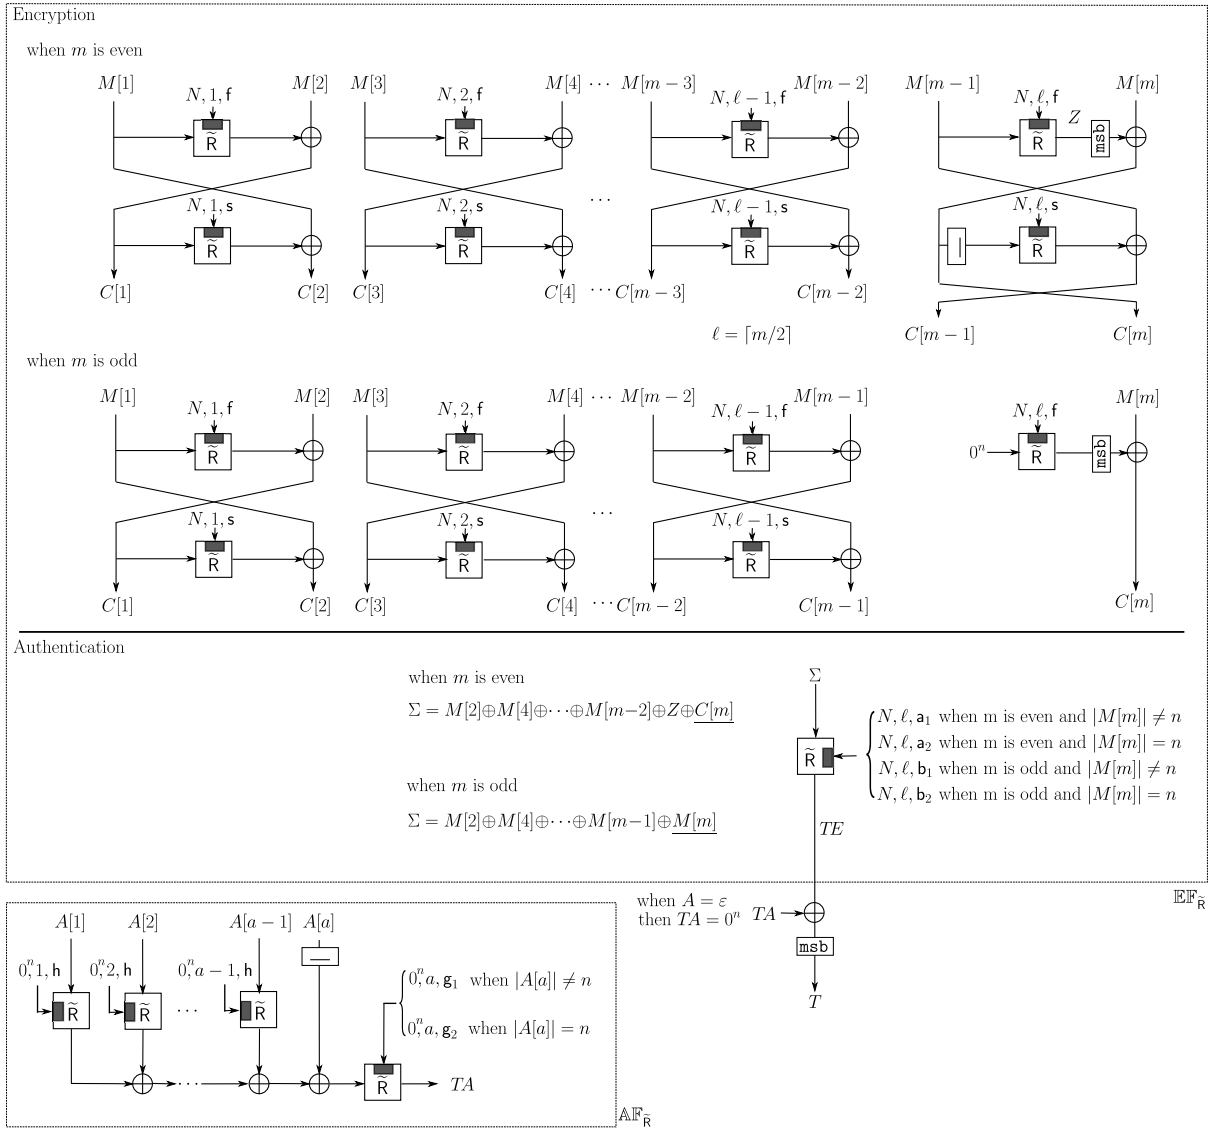 Encryption
when m is even
M[1] M[2] M[3] M[4] ··· M[m−3] M[m−2] M[m−1] M[m]
N, 1, f N, 2, f N, ℓ−1, f N, ℓ, f
Z
R̃ R̃ R̃ R̃ msb
···
N, 1, s N, 2, s N, ℓ−1, s N, ℓ, s
R̃ R̃ R̃ R̃
C[1] C[2] C[3] C[4] ··· C[m−3] C[m−2]
ℓ = ⌈m/2⌉ C[m−1] C[m]
when m is odd
M[1] M[2] M[3] M[4] ··· M[m−2] M[m−1] M[m]
N, 1, f N, 2, f N, ℓ−1, f N, ℓ, f
R̃ R̃ R̃ 0ⁿ R̃ msb
···
N, 1, s N, 2, s N, ℓ−1, s
R̃ R̃ R̃
C[1] C[2] C[3] C[4] ··· C[m−2] C[m−1] C[m]
Authentication
when m is even
Σ = M[2]⊕M[4]⊕···⊕M[m−2]⊕Z⊕C[m]
when m is odd
Σ = M[2]⊕M[4]⊕···⊕M[m−1]⊕M[m]
Σ
R̃
N, ℓ, a₁ when m is even and |M[m]| ≠ n
N, ℓ, a₂ when m is even and |M[m]| = n
N, ℓ, b₁ when m is odd and |M[m]| ≠ n
N, ℓ, b₂ when m is odd and |M[m]| = n
TE
𝔼𝔽R̃
when A = ε
then TA = 0ⁿ TA
msb
T
A[1] A[2] A[a−1] A[a]
0ⁿ, 1, h 0ⁿ, 2, h 0ⁿ, a−1, h
R̃ R̃ ··· R̃
0ⁿ, a, g₁ when |A[a]| ≠ n
0ⁿ, a, g₂ when |A[a]| = n
··· R̃ TA
𝔸𝔽R̃